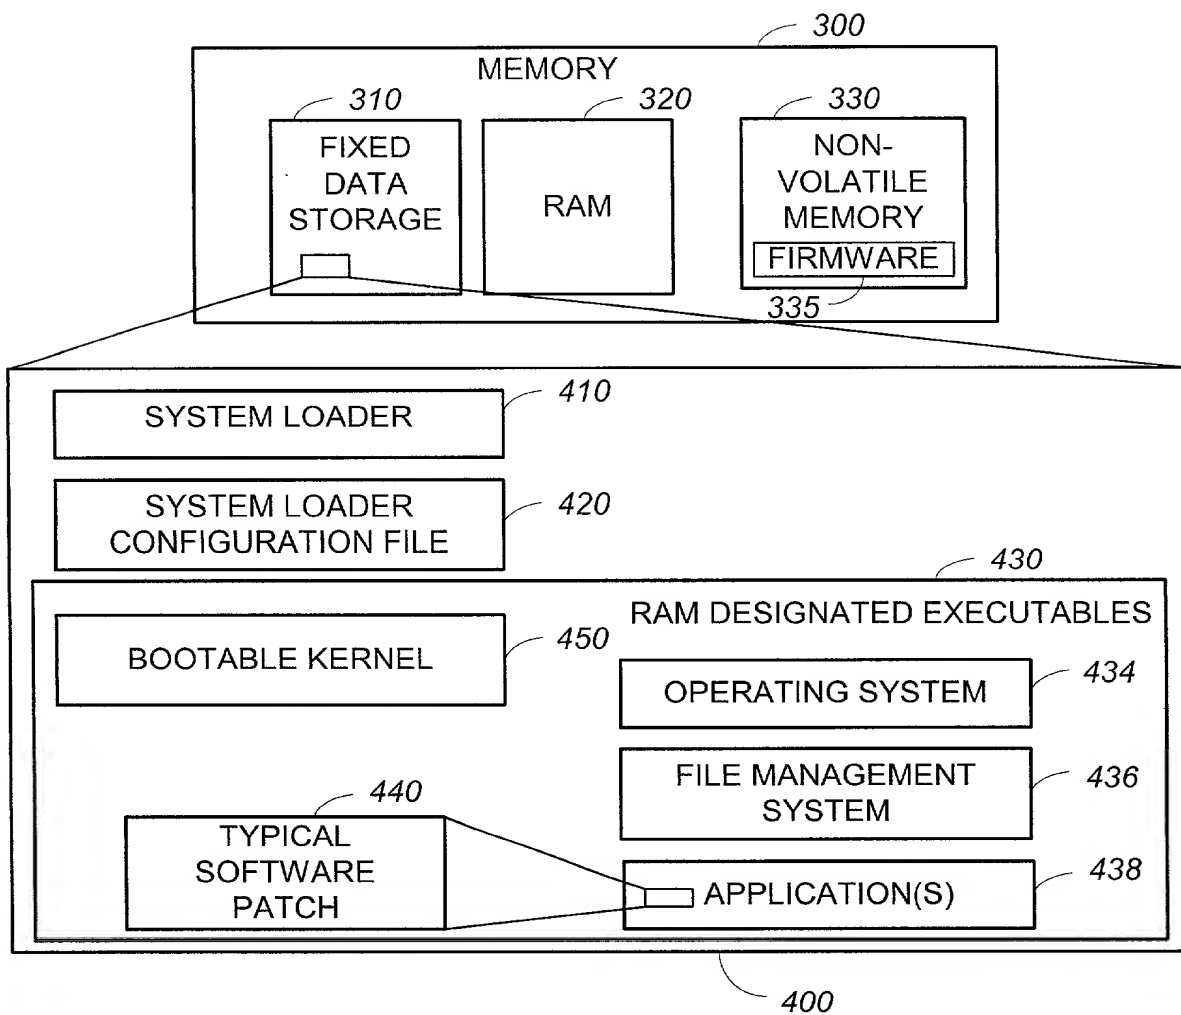 300
MEMORY
310
320
330
FIXED
DATA
STORAGE
RAM
NON-
VOLATILE
MEMORY
FIRMWARE
335
SYSTEM LOADER
410
SYSTEM LOADER
CONFIGURATION FILE
420
430
RAM DESIGNATED EXECUTABLES
BOOTABLE KERNEL
450
OPERATING SYSTEM
434
FILE MANAGEMENT
SYSTEM
436
440
TYPICAL
SOFTWARE
PATCH
APPLICATION(S)
438
400